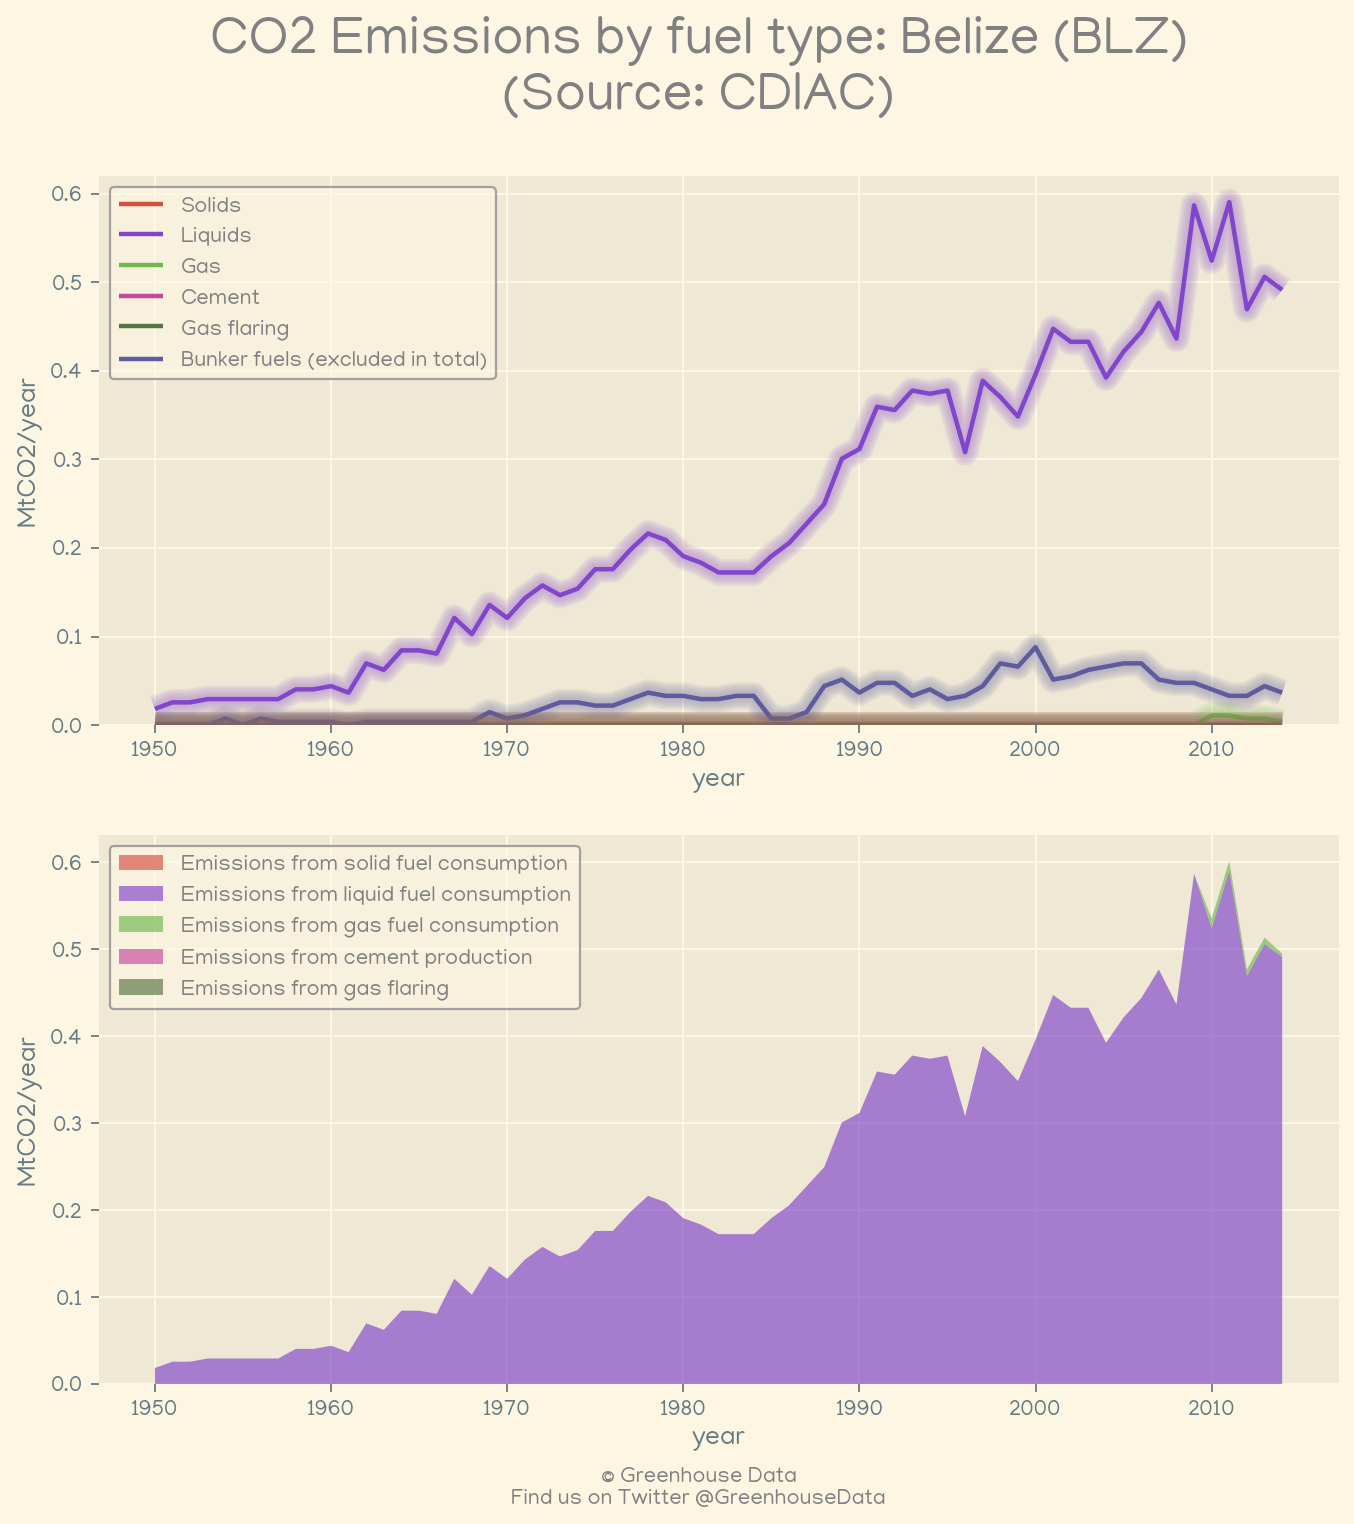 CO2 Emissions by fuel type: Belize (BLZ)
(Source: CDIAC)
0.6
0.5
0.4
0.3
0.2
0.1
0.0
MtCO2/year
Solids
Liquids
Gas
Cement
Gas flaring
Bunker fuels (excluded in total)
1950 1960 1970 1980 1990 2000 2010
year
0.6
0.5
0.4
0.3
0.2
0.1
0.0
MtCO2/year
Emissions from solid fuel consumption
Emissions from liquid fuel consumption
Emissions from gas fuel consumption
Emissions from cement production
Emissions from gas flaring
1950 1960 1970 1980 1990 2000 2010
year
© Greenhouse Data
Find us on Twitter @GreenhouseData